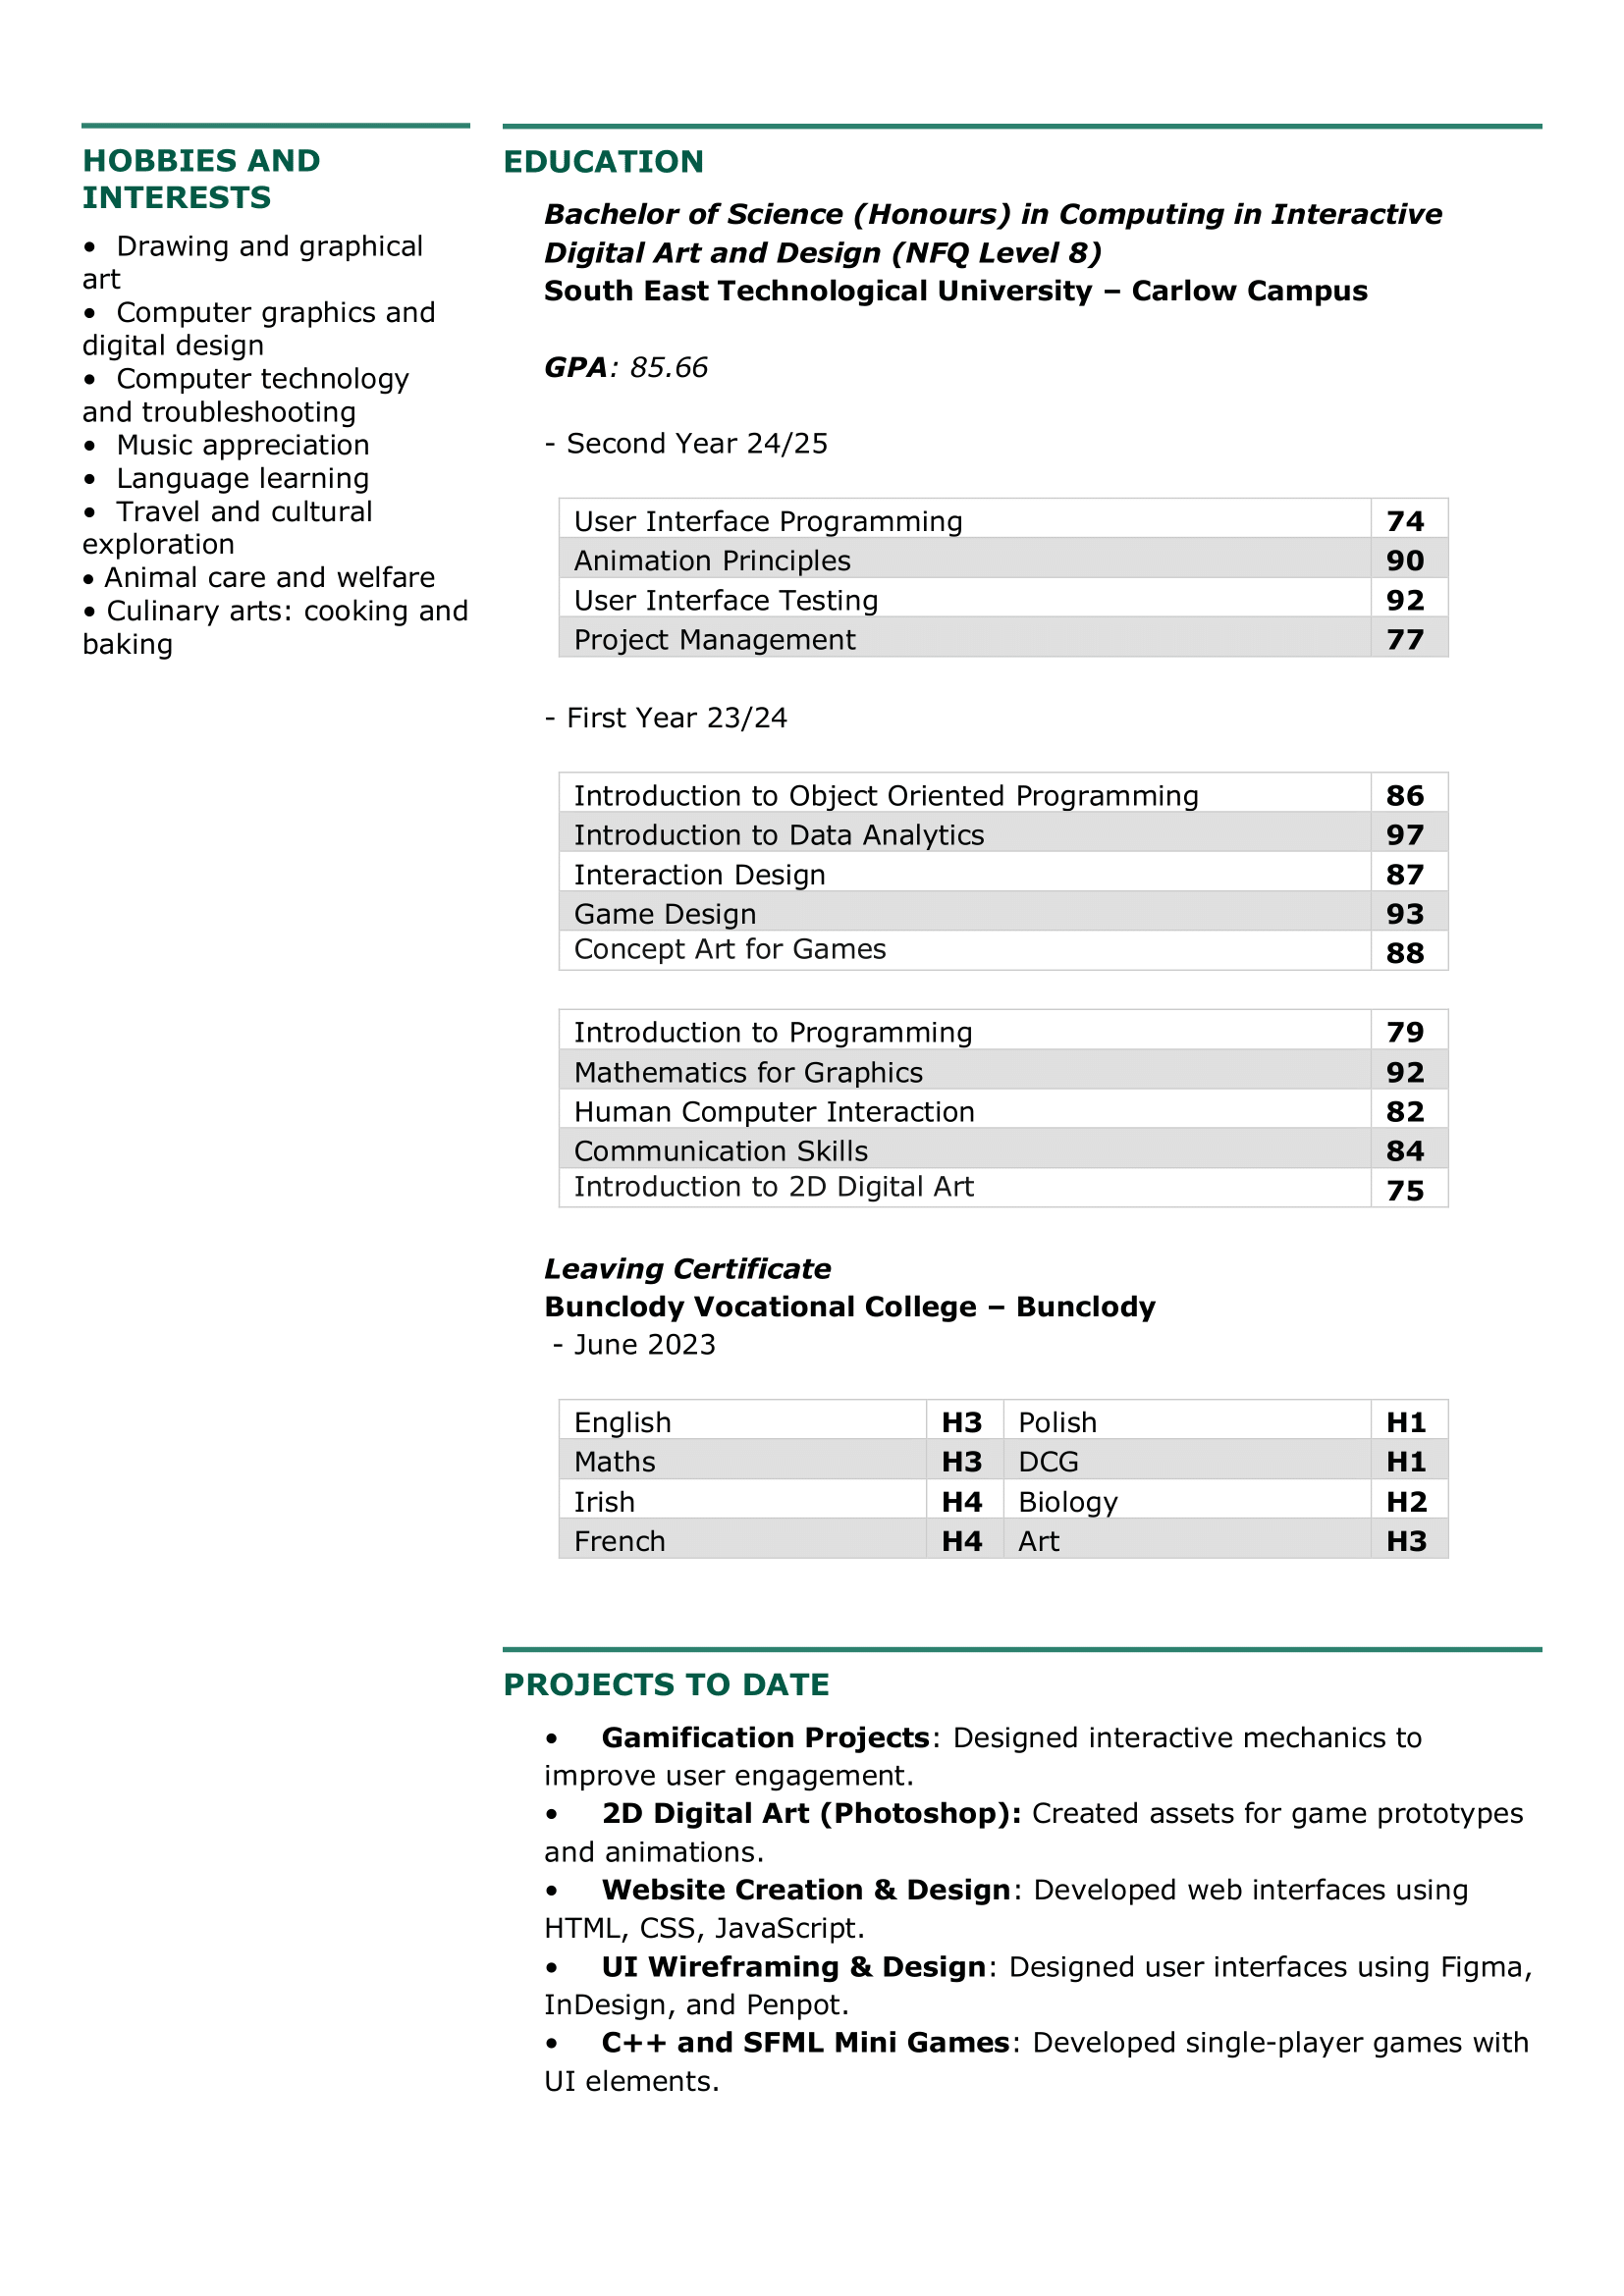 HOBBIES AND
INTERESTS
• Drawing and graphical
art
• Computer graphics and
digital design
• Computer technology
and troubleshooting
• Music appreciation
• Language learning
• Travel and cultural
exploration
• Animal care and welfare
• Culinary arts: cooking and
baking
EDUCATION
Bachelor of Science (Honours) in Computing in Interactive
Digital Art and Design (NFQ Level 8)
South East Technological University – Carlow Campus
GPA: 85.66
- Second Year 24/25
User Interface Programming 74
Animation Principles 90
User Interface Testing 92
Project Management 77
- First Year 23/24
Introduction to Object Oriented Programming 86
Introduction to Data Analytics 97
Interaction Design 87
Game Design 93
Concept Art for Games 88
Introduction to Programming 79
Mathematics for Graphics 92
Human Computer Interaction 82
Communication Skills 84
Introduction to 2D Digital Art 75
Leaving Certificate
Bunclody Vocational College – Bunclody
- June 2023
English H3 Polish H1
Maths H3 DCG H1
Irish H4 Biology H2
French H4 Art H3
PROJECTS TO DATE
• Gamification Projects: Designed interactive mechanics to
improve user engagement.
• 2D Digital Art (Photoshop): Created assets for game prototypes
and animations.
• Website Creation & Design: Developed web interfaces using
HTML, CSS, JavaScript.
• UI Wireframing & Design: Designed user interfaces using Figma,
InDesign, and Penpot.
• C++ and SFML Mini Games: Developed single-player games with
UI elements.